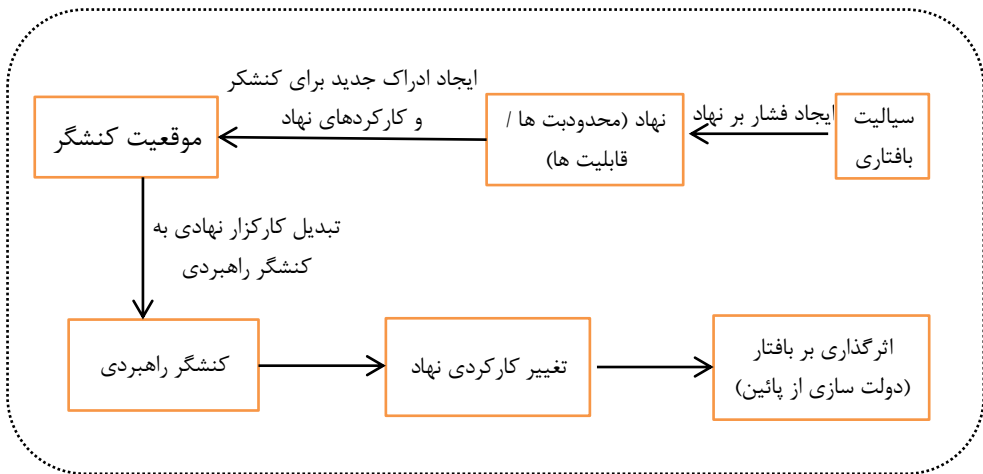 سیالیت
بافتاری
ایجاد فشار بر نهاد
نهاد (محدودبت ها /
قابلیت ها)
ایجاد ادراک جدید برای کنشکر
و کارکردهای نهاد
موقعیت کنشگر
تبدیل کارکزار نهادی به
کنشگر راهبردی
کنشگر راهبردی
تغییر کارکردی نهاد
اثرگذاری بر بافتار
(دولت سازی از پائین)